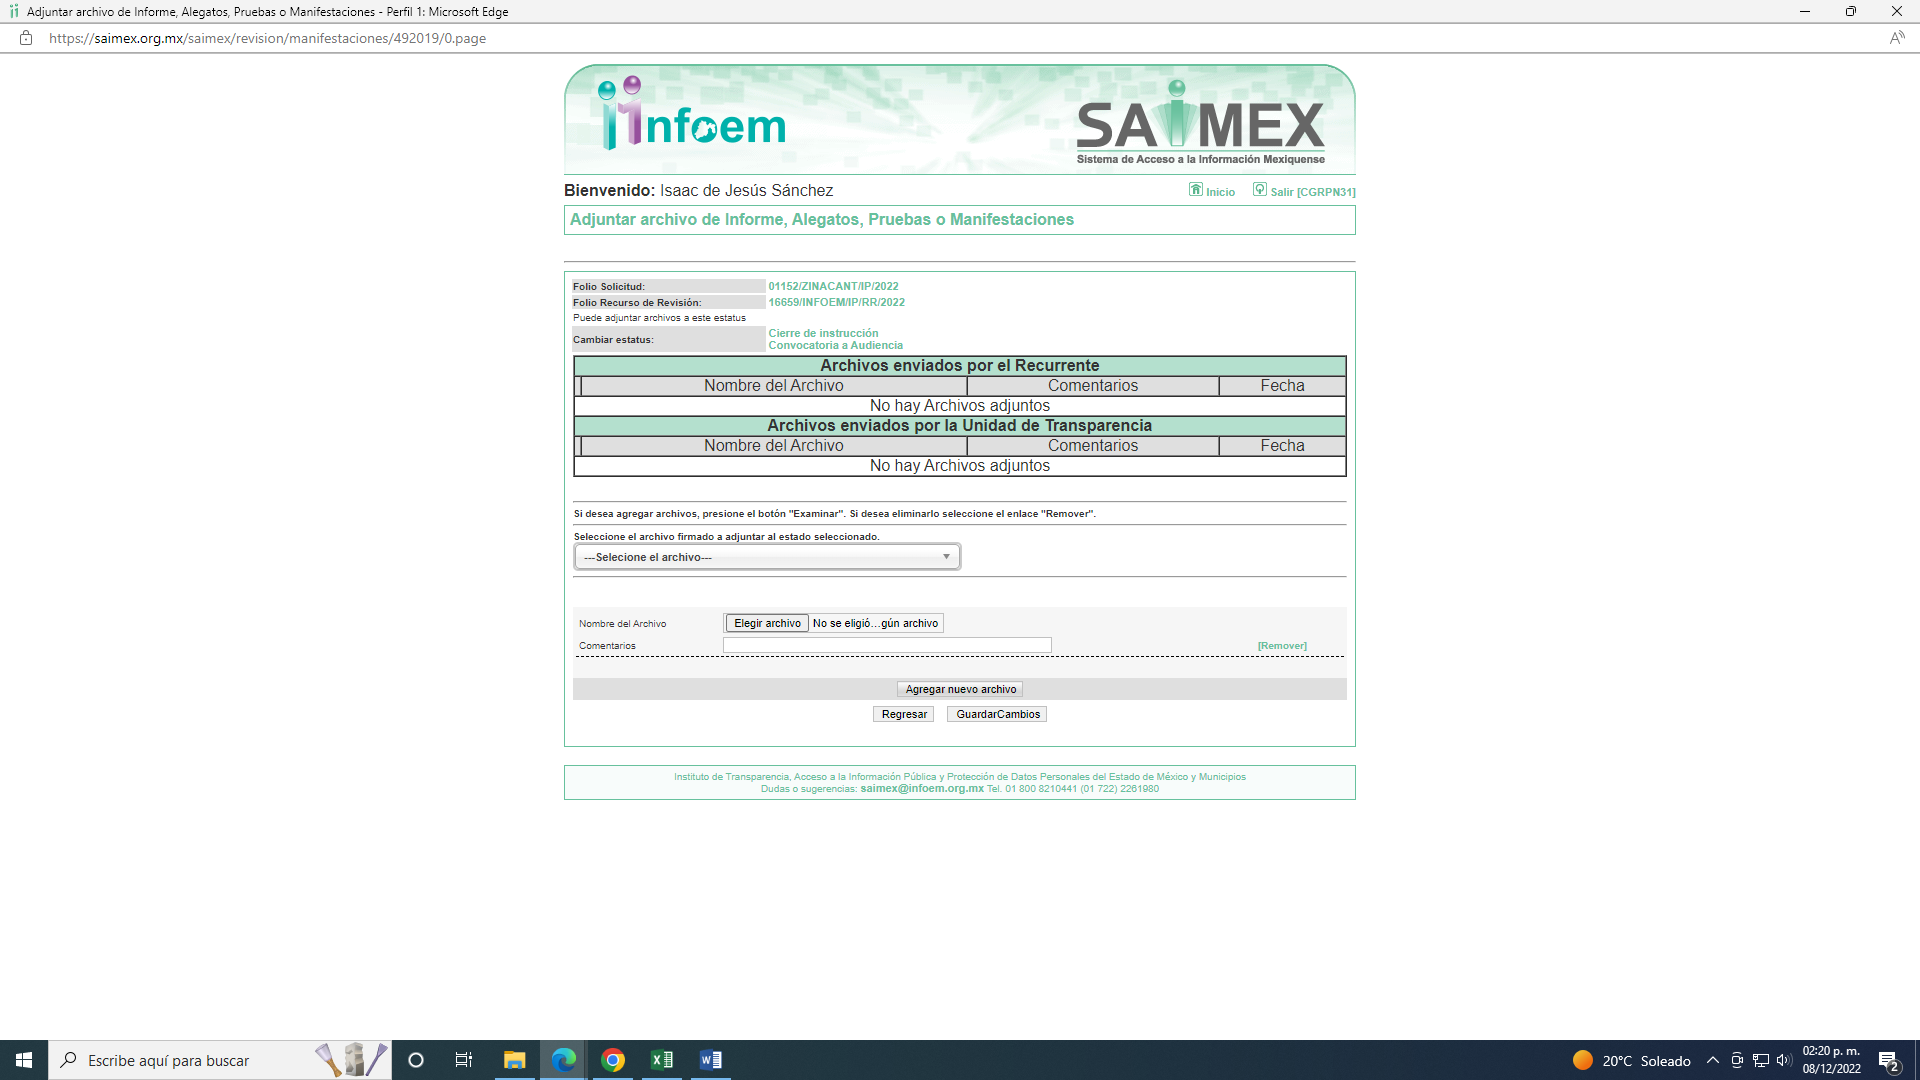 Adjuntar archivo de Informe, Alegatos, Pruebas o Manifestaciones - Perfil 1: Microsoft Edge
https://saimex.org.mx/saimex/revision/manifestaciones/492019/0.page
infoem
SAIMEX
Sistema de Acceso a la Información Mexiquense
Bienvenido: Isaac de Jesús Sánchez
Inicio Salir [CGRPN31]
Adjuntar archivo de Informe, Alegatos, Pruebas o Manifestaciones
Folio Solicitud: 01152/ZINACANT/IP/2022
Folio Recurso de Revisión: 16659/INFOEM/IP/RR/2022
Puede adjuntar archivos a este estatus
Cambiar estatus: Cierre de instrucción
Convocatoria a Audiencia
Archivos enviados por el Recurrente
Nombre del Archivo Comentarios Fecha
No hay Archivos adjuntos
Archivos enviados por la Unidad de Transparencia
Nombre del Archivo Comentarios Fecha
No hay Archivos adjuntos
Si desea agregar archivos, presione el botón "Examinar". Si desea eliminarlo seleccione el enlace "Remover".
Seleccione el archivo firmado a adjuntar al estado seleccionado.
---Selecione el archivo---
Nombre del Archivo Elegir archivo No se eligió...gún archivo
Comentarios [Remover]
Agregar nuevo archivo
Regresar GuardarCambios
Instituto de Transparencia, Acceso a la Información Pública y Protección de Datos Personales del Estado de México y Municipios
Dudas o sugerencias: saimex@infoem.org.mx Tel. 01 800 8210441 (01 722) 2261980
Escribe aquí para buscar
20°C Soleado
02:20 p. m.
08/12/2022
2